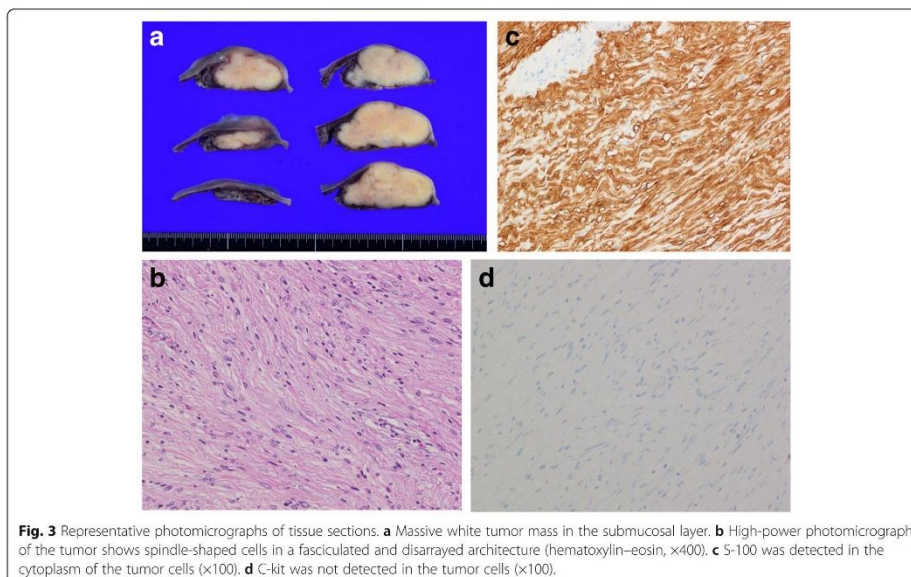 a
c
b
d
Fig. 3 Representative photomicrographs of tissue sections. a Massive white tumor mass in the submucosal layer. b High-power photomicrograph
of the tumor shows spindle-shaped cells in a fasciculated and disarrayed architecture (hematoxylin–eosin, ×400). c S-100 was detected in the
cytoplasm of the tumor cells (×100). d C-kit was not detected in the tumor cells (×100).